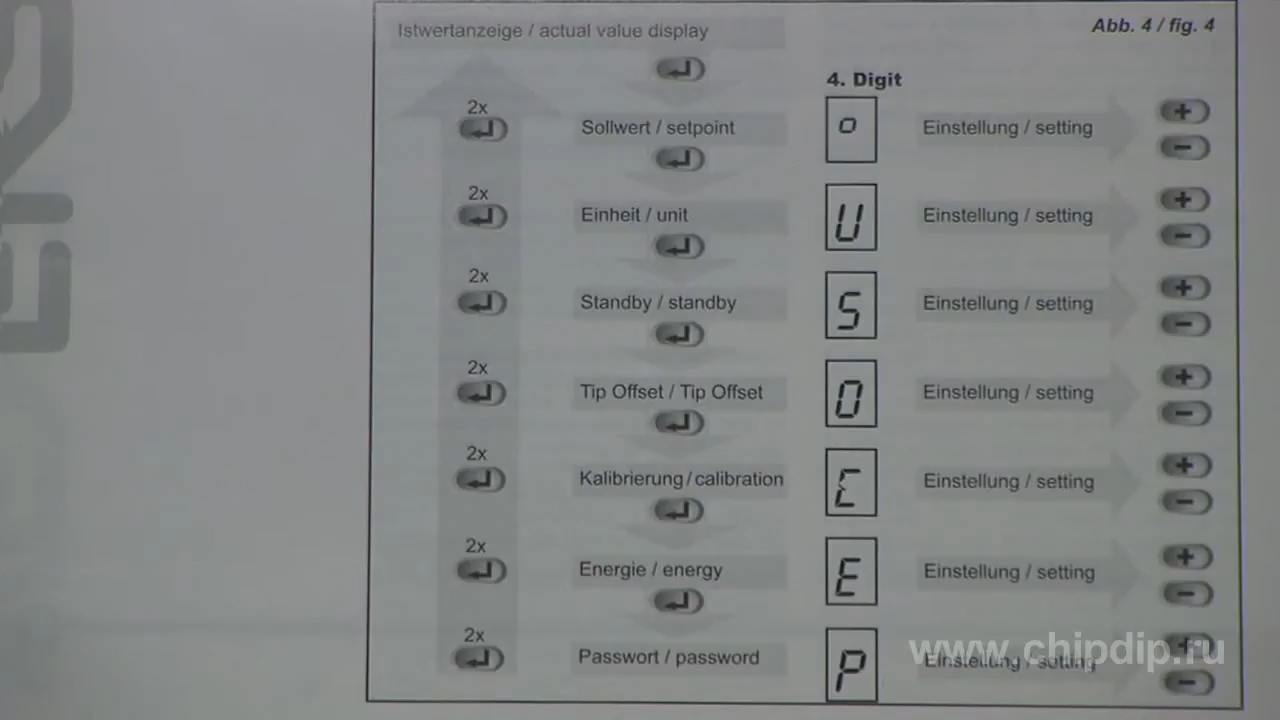 Istwertanzeige / actual value display
Abb. 4 / fig. 4
4. Digit
2x
Sollwert / setpoint
o
Einstellung / setting
+
-
2x
Einheit / unit
U
Einstellung / setting
+
-
2x
Standby / standby
S
Einstellung / setting
+
-
2x
Tip Offset / Tip Offset
O
Einstellung / setting
+
-
2x
Kalibrierung / calibration
C
Einstellung / setting
+
-
2x
Energie / energy
E
Einstellung / setting
+
-
2x
Passwort / password
P
Einstellung / setting
+
-
www.chipdip.ru